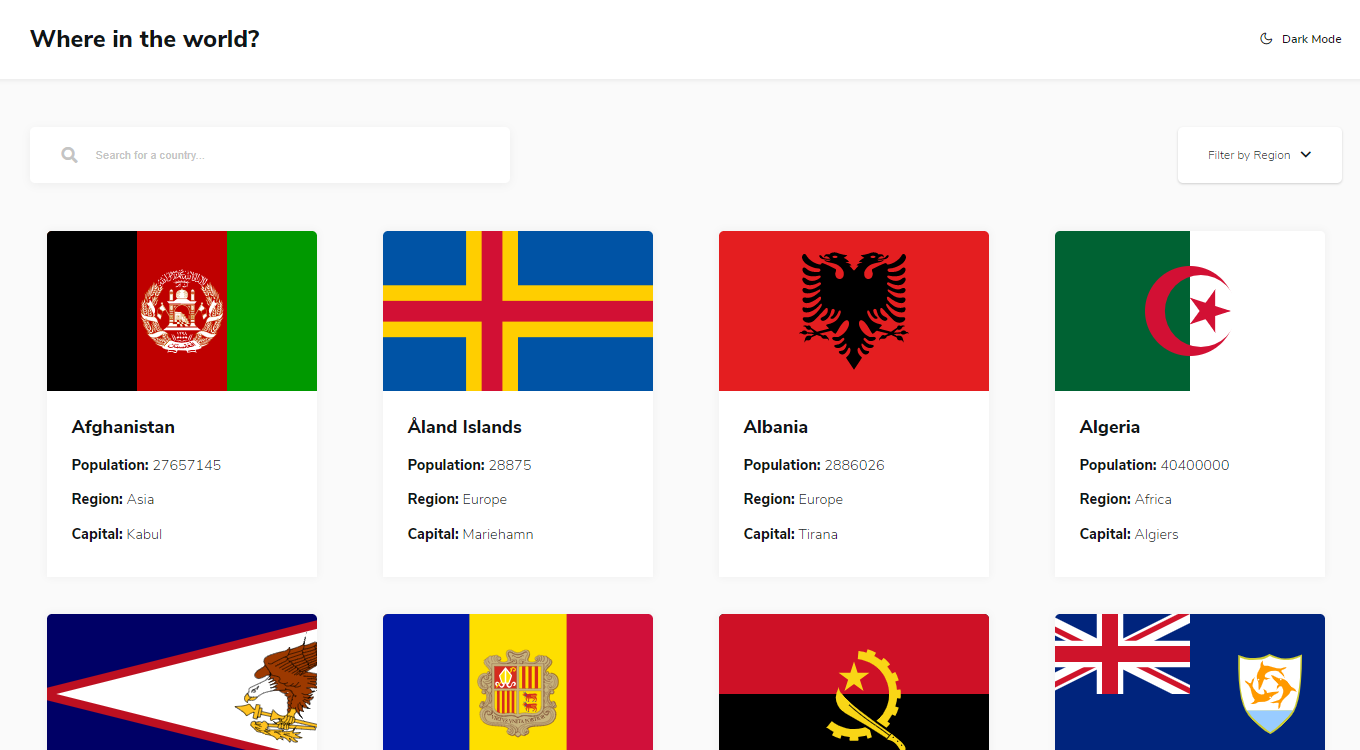 Where in the world?
Dark Mode
Search for a country...
Filter by Region
Afghanistan
Population: 27657145
Region: Asia
Capital: Kabul
Åland Islands
Population: 28875
Region: Europe
Capital: Mariehamn
Albania
Population: 2886026
Region: Europe
Capital: Tirana
Algeria
Population: 40400000
Region: Africa
Capital: Algiers